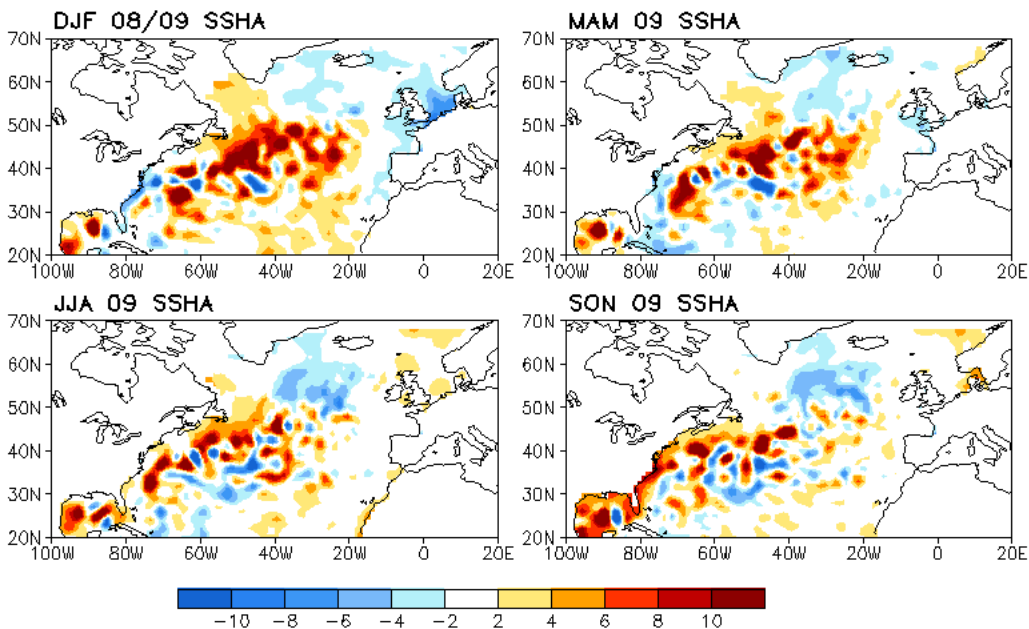 DJF 08/09 SSHA
MAM 09 SSHA
70N
60N
50N
40N
30N
20N
100W 80W 60W 40W 20W 0 20E
70N
60N
50N
40N
30N
20N
100W 80W 60W 40W 20W 0 20E
JJA 09 SSHA
SON 09 SSHA
70N
60N
50N
40N
30N
20N
100W 80W 60W 40W 20W 0 20E
70N
60N
50N
40N
30N
20N
100W 80W 60W 40W 20W 0 20E
-10 -8 -6 -4 -2 2 4 6 8 10